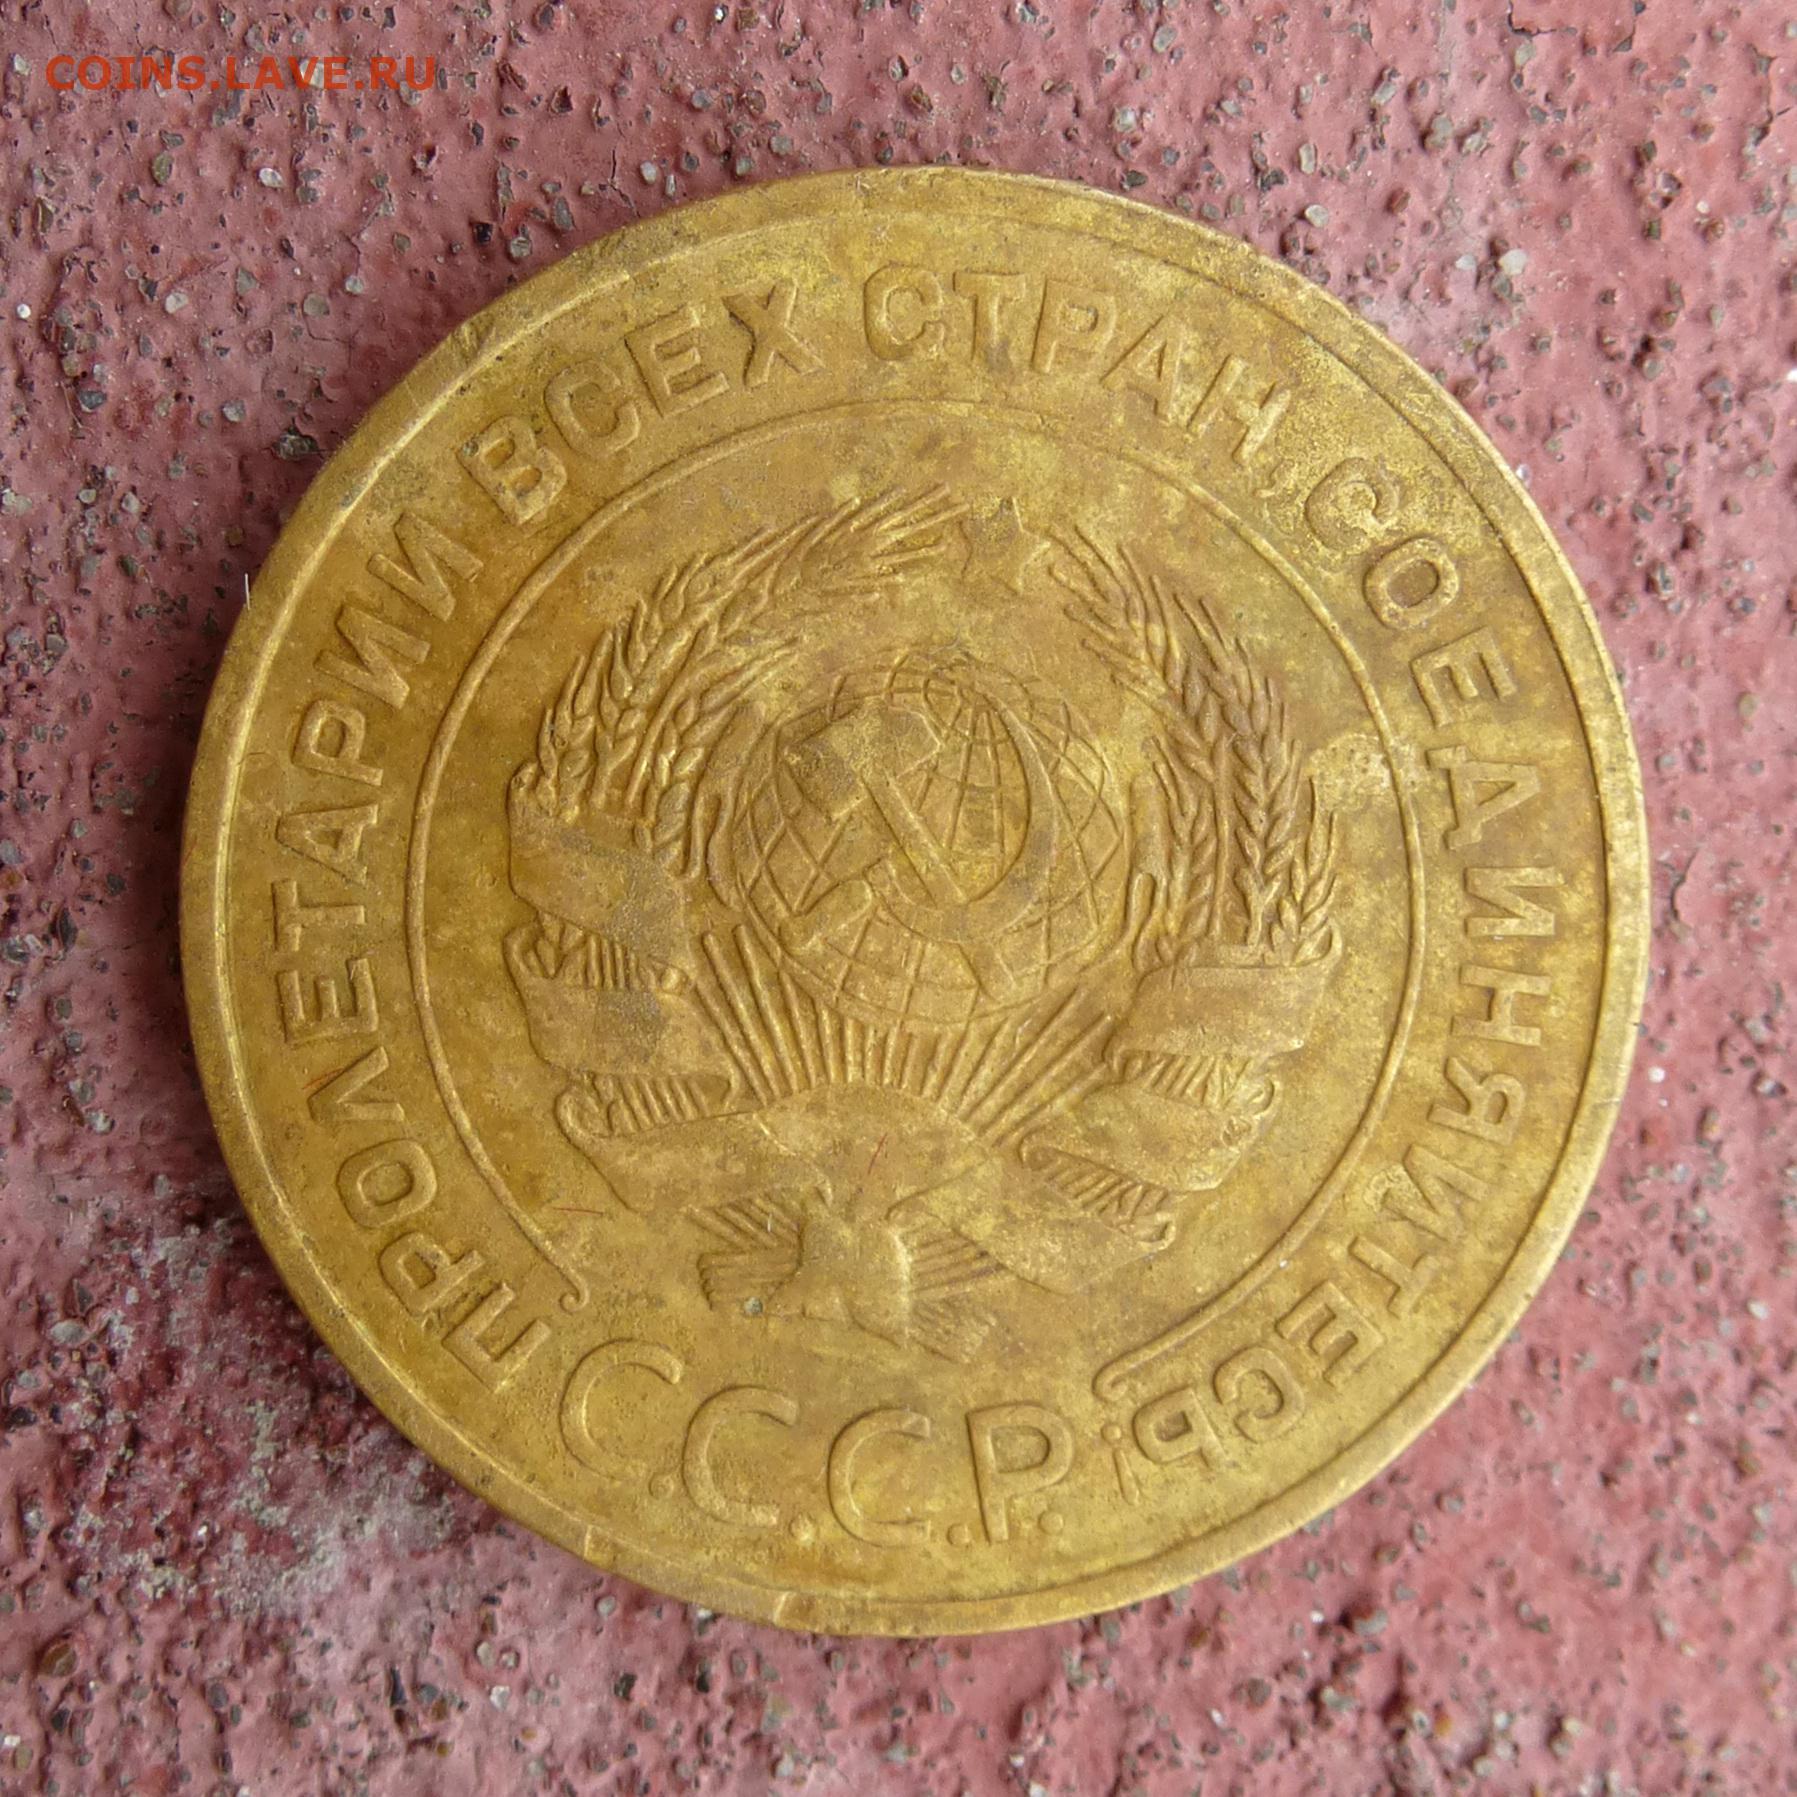 COINS.LAVE.RU
ПРОЛЕТАРИИ ВСЕХ СТРАН, СОЕДИНЯЙТЕСЬ!
С.С.С.Р.